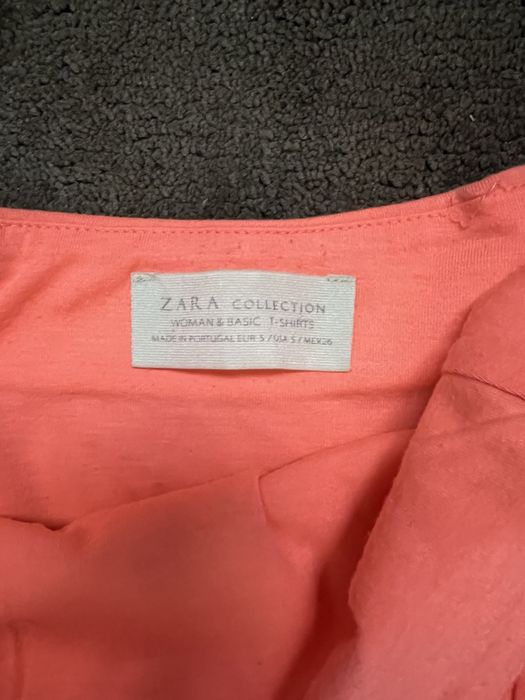 ZARA COLLECTION
WOMAN & BASIC T-SHIRTS
MADE IN PORTUGAL EUR S / USA S / MEX 26